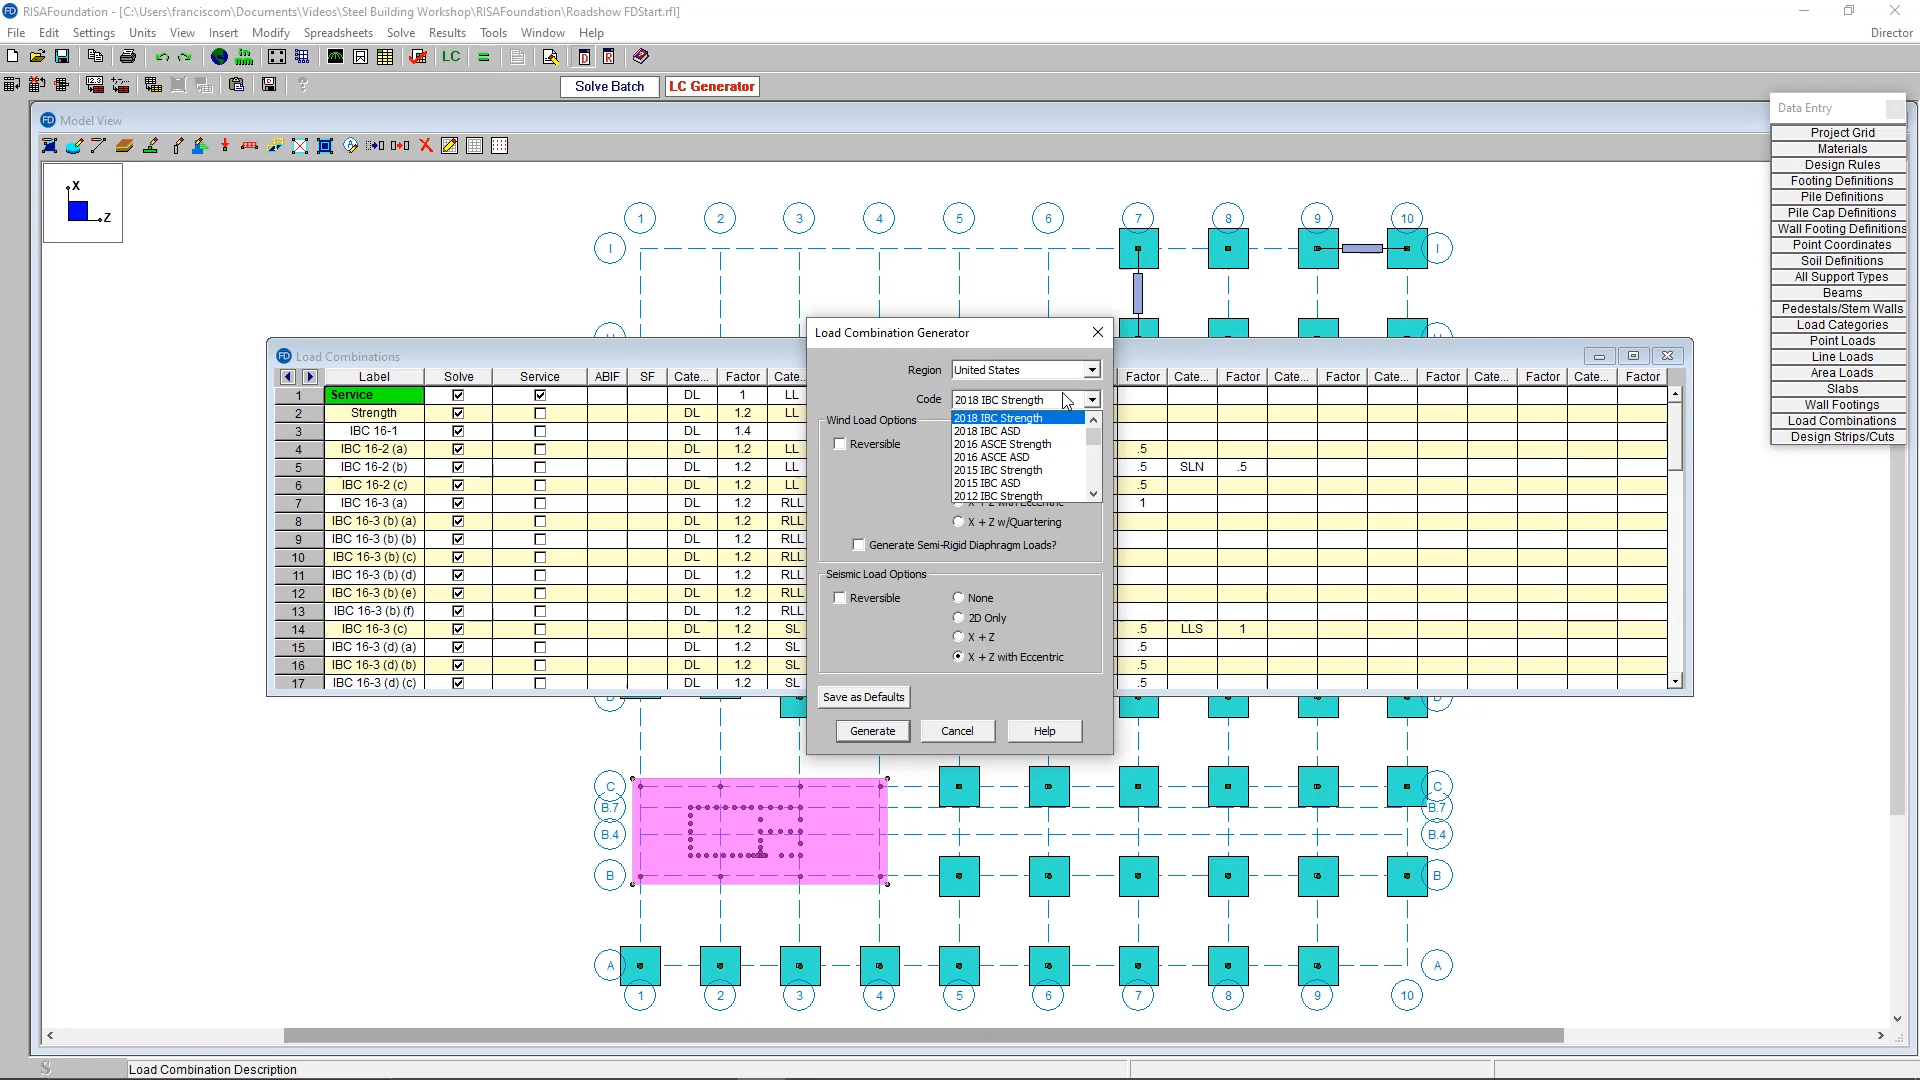 RISAFoundation - [C:\Users\franciscom\Documents\Videos\Steel Building Workshop\RISAFoundation\Roadshow FDStart.rfl]
File Edit Settings Units View Insert Modify Spreadsheets Solve Results Tools Window Help Director
Solve Batch LC Generator
Model View
X
Z
1 2 3 4 5 6 7 8 9 10
I I
Data Entry
Project Grid
Materials
Design Rules
Footing Definitions
Pile Definitions
Pile Cap Definitions
Wall Footing Definitions
Point Coordinates
Soil Definitions
All Support Types
Beams
Pedestals/Stem Walls
Load Categories
Point Loads
Line Loads
Area Loads
Slabs
Wall Footings
Load Combinations
Design Strips/Cuts
Load Combinations
Label Solve Service ABIF SF Cate... Factor Cate... Factor Cate... Factor Cate... Factor Cate... Factor Cate... Factor Cate... Factor
1 Service DL 1 LL
2 Strength DL 1.2 LL
3 IBC 16-1 DL 1.4
4 IBC 16-2 (a) DL 1.2 LL .5
5 IBC 16-2 (b) DL 1.2 LL .5 SLN .5
6 IBC 16-2 (c) DL 1.2 LL .5
7 IBC 16-3 (a) DL 1.2 RLL 1
8 IBC 16-3 (b) (a) DL 1.2 RLL
9 IBC 16-3 (b) (b) DL 1.2 RLL
10 IBC 16-3 (b) (c) DL 1.2 RLL
11 IBC 16-3 (b) (d) DL 1.2 RLL
12 IBC 16-3 (b) (e) DL 1.2 RLL
13 IBC 16-3 (b) (f) DL 1.2 RLL
14 IBC 16-3 (c) DL 1.2 SL .5 LLS 1
15 IBC 16-3 (d) (a) DL 1.2 SL .5
16 IBC 16-3 (d) (b) DL 1.2 SL .5
17 IBC 16-3 (d) (c) DL 1.2 SL .5
Load Combination Generator
Region United States
Code 2018 IBC Strength
2018 IBC Strength
2018 IBC ASD
2016 ASCE Strength
2016 ASCE ASD
2015 IBC Strength
2015 IBC ASD
2012 IBC Strength
Wind Load Options
Reversible
X + Z with Eccentric
X + Z w/Quartering
Generate Semi-Rigid Diaphragm Loads?
Seismic Load Options
Reversible
None
2D Only
X + Z
X + Z with Eccentric
Save as Defaults
Generate Cancel Help
C C
B.7 B.7
B.4 B.4
B B
A A
1 2 3 4 5 6 7 8 9 10
Load Combination Description